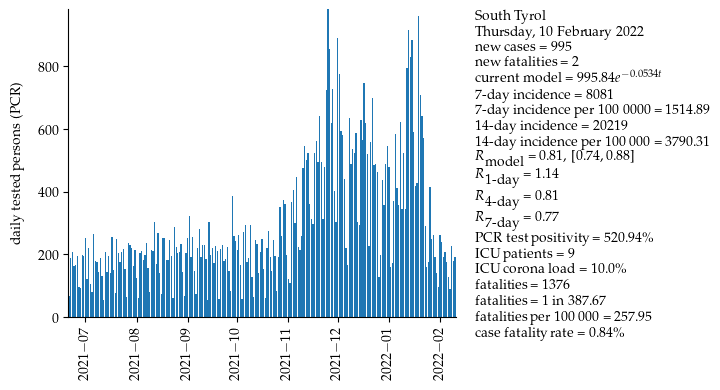 South Tyrol
Thursday, 10 February 2022
new cases = 995
new fatalities = 2
current model = 995.84e^{-0.0534t}
7-day incidence = 8081
7-day incidence per 100 0000 = 1514.89
14-day incidence = 20219
14-day incidence per 100 000 = 3790.31
R_model = 0.81, [0.74, 0.88]
R_1-day = 1.14
R_4-day = 0.81
R_7-day = 0.77
PCR test positivity = 520.94%
ICU patients = 9
ICU corona load = 10.0%
fatalities = 1376
fatalities = 1 in 387.67
fatalities per 100 000 = 257.95
case fatality rate = 0.84%
daily tested persons (PCR)
800
600
400
200
0
2021−07
2021−08
2021−09
2021−10
2021−11
2021−12
2022−01
2022−02